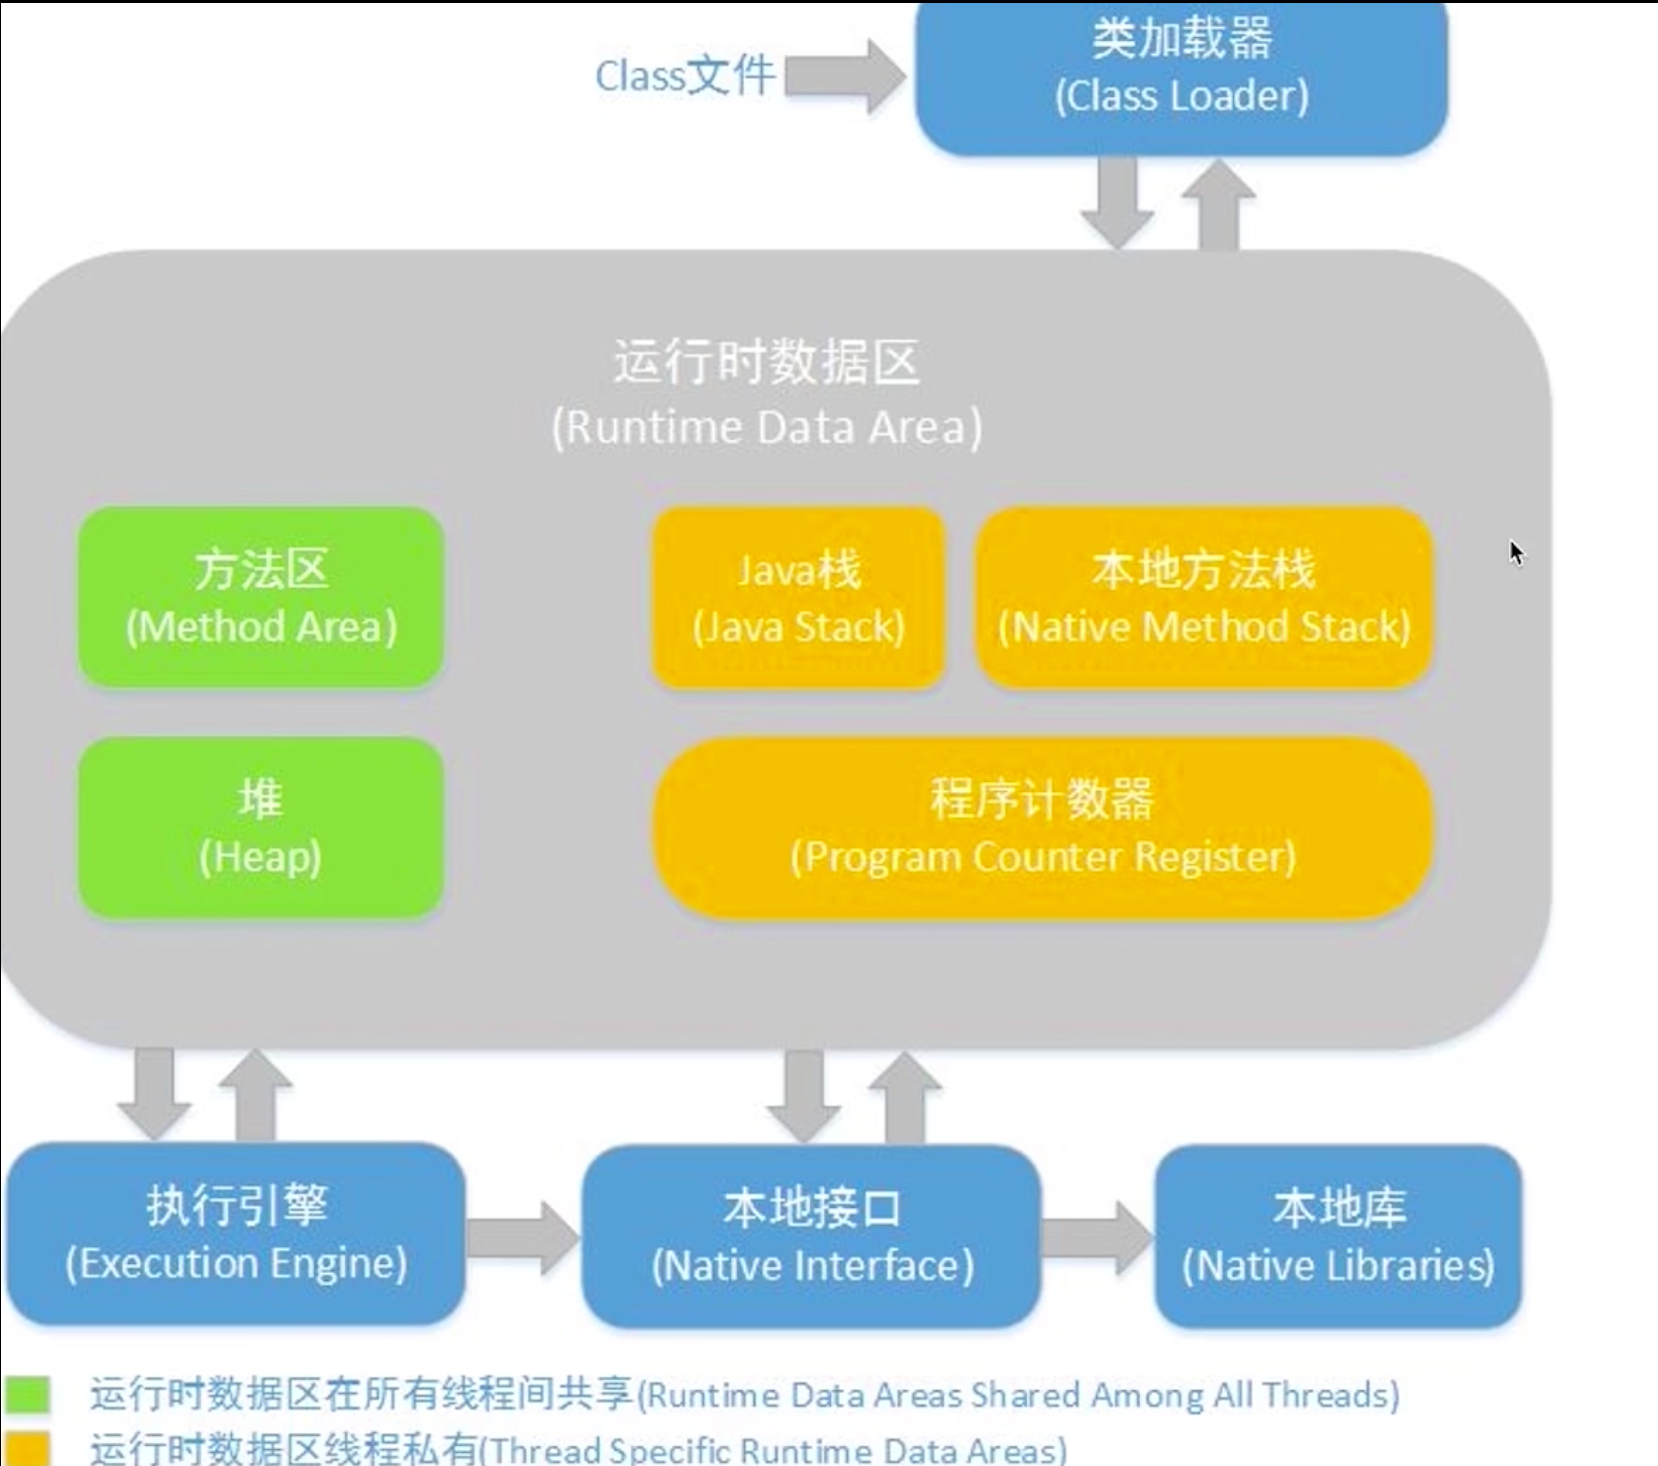 类加载器
(Class Loader)
Class文件
运行时数据区
(Runtime Data Area)
方法区
(Method Area)
Java栈
(Java Stack)
本地方法栈
(Native Method Stack)
堆
(Heap)
程序计数器
(Program Counter Register)
执行引擎
(Execution Engine)
本地接口
(Native Interface)
本地库
(Native Libraries)
运行时数据区在所有线程间共享(Runtime Data Areas Shared Among All Threads)
运行时数据区线程私有(Thread Specific Runtime Data Areas)